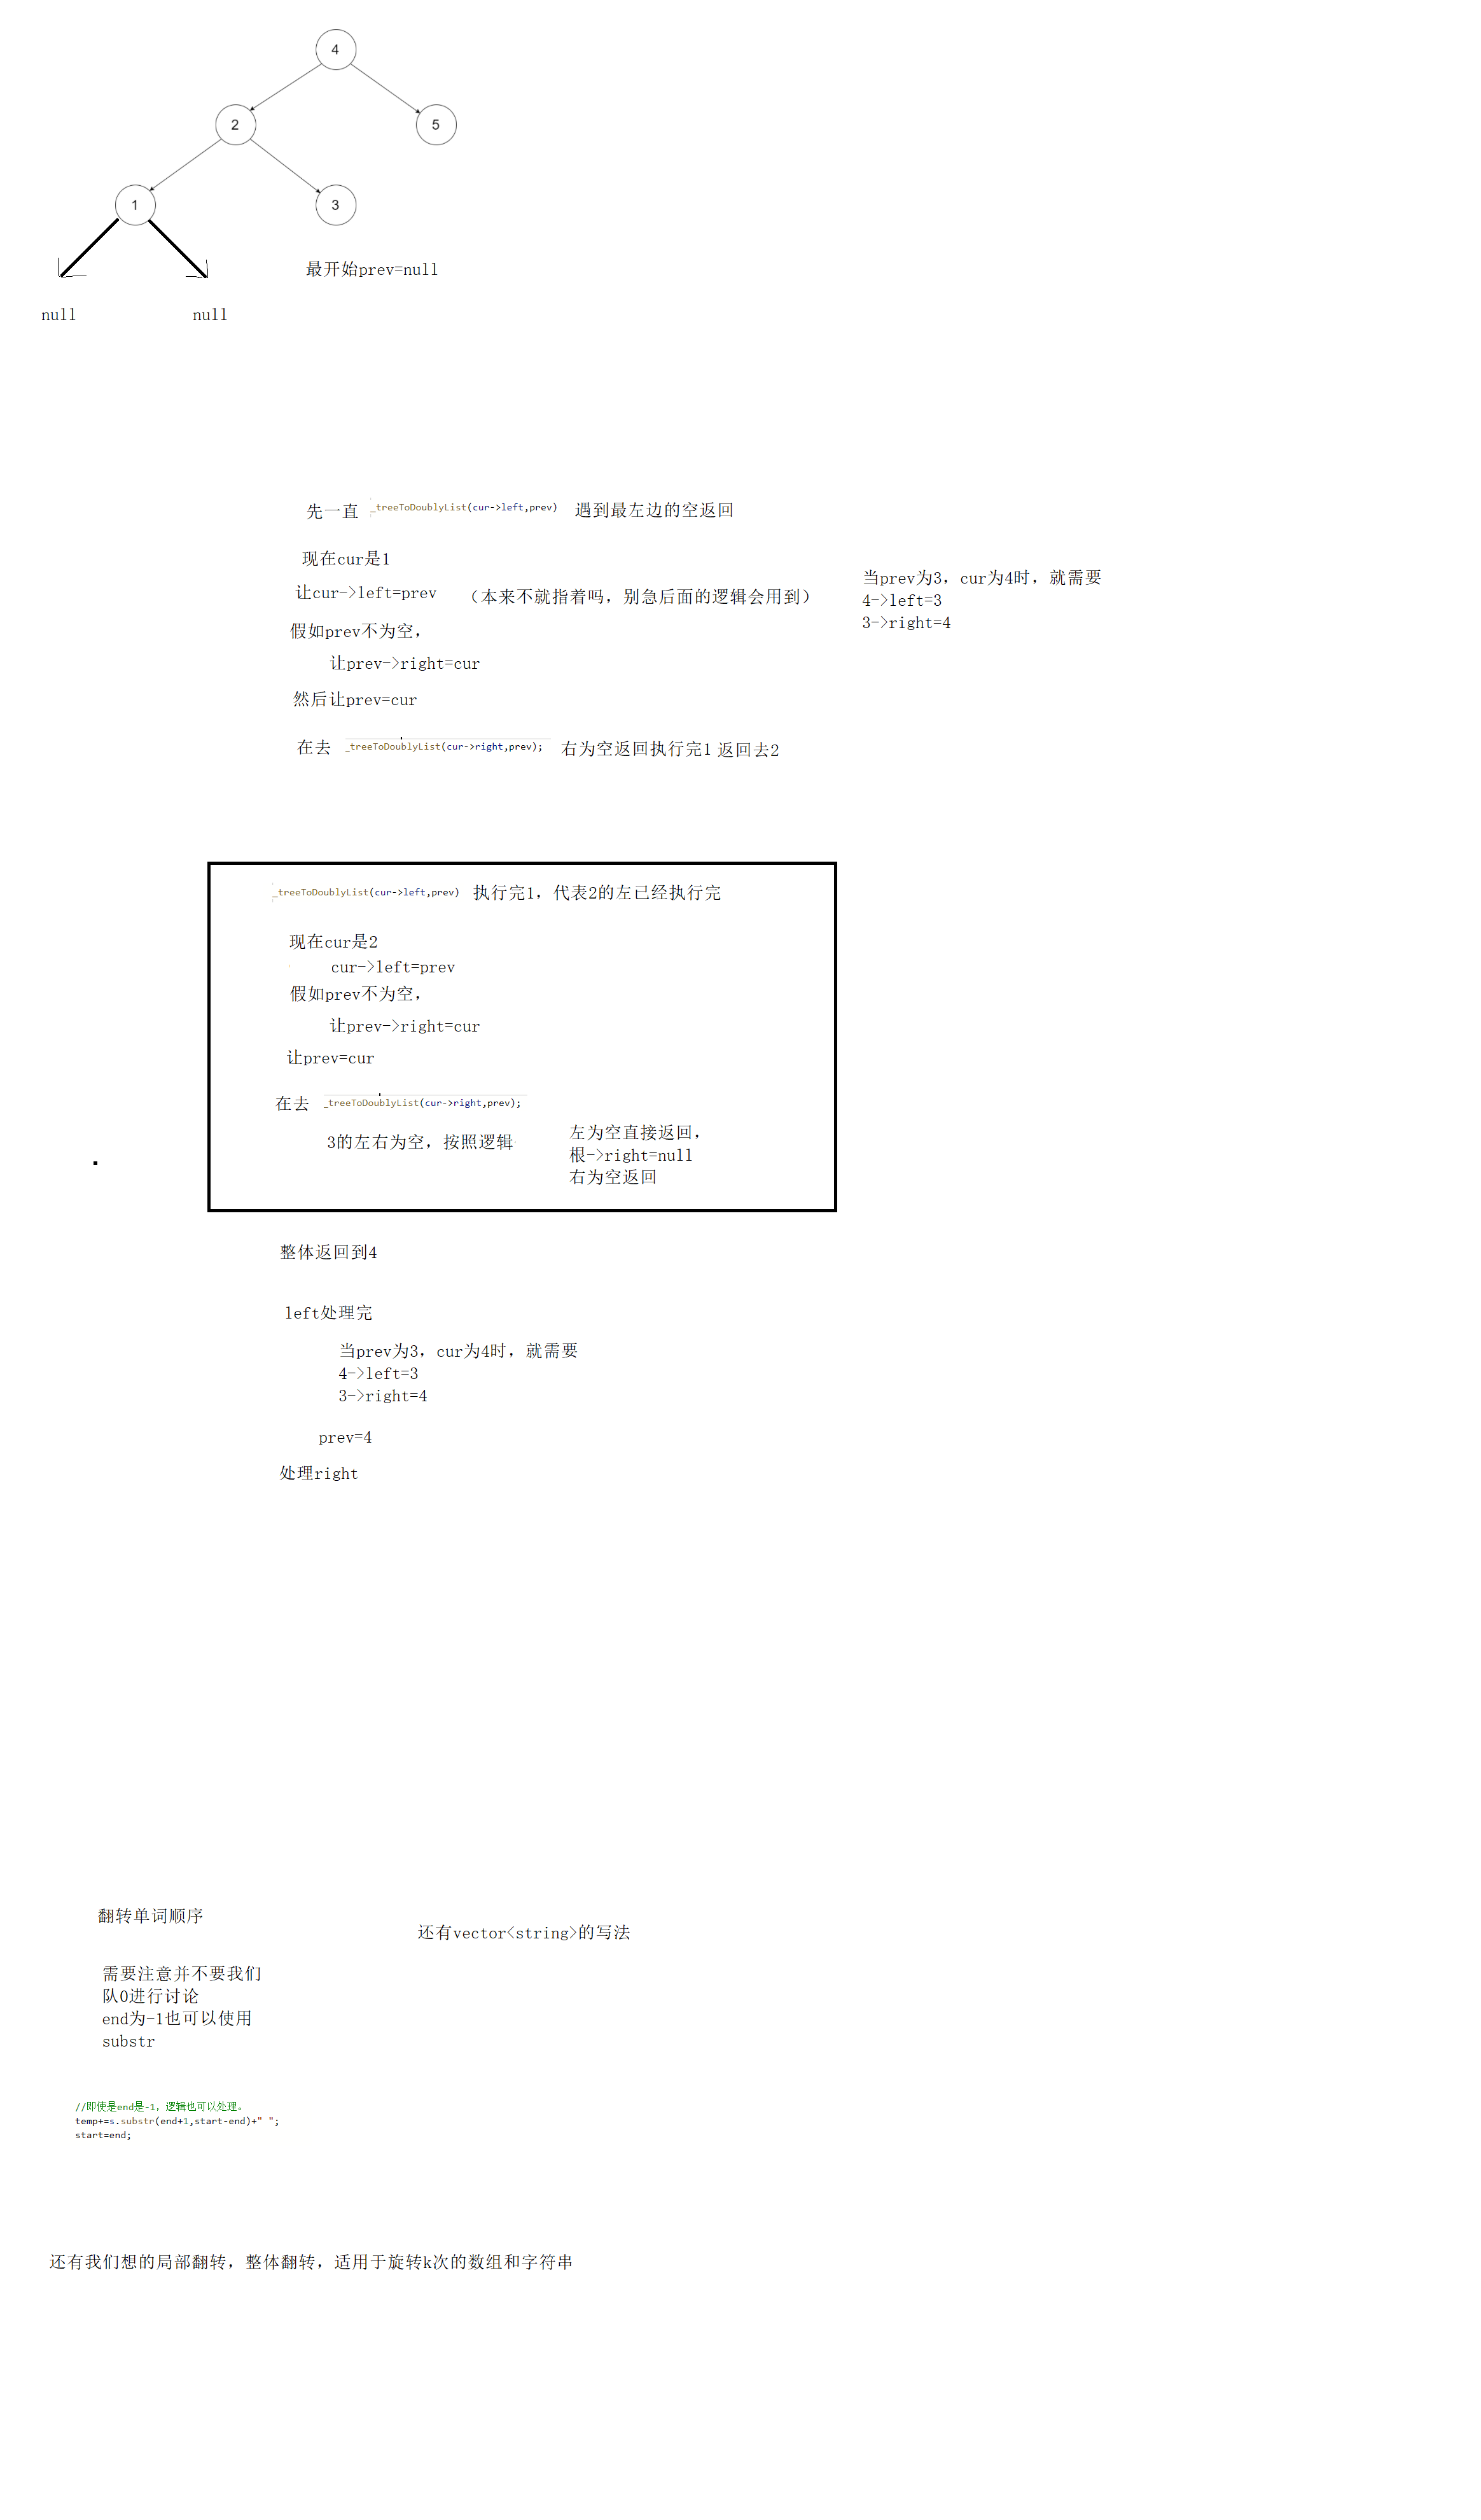 4
2
5
1
3
最开始prev=null
null
null
先一直 _treeToDoublyList(cur->left,prev) 遇到最左边的空返回
现在cur是1
让cur->left=prev (本来不就指着吗，别急后面的逻辑会用到)
假如prev不为空，
让prev->right=cur
然后让prev=cur
在去 _treeToDoublyList(cur->right,prev); 右为空返回执行完1 返回去2
当prev为3，cur为4时，就需要
4->left=3
3->right=4
_treeToDoublyList(cur->left,prev) 执行完1，代表2的左已经执行完
现在cur是2
cur->left=prev
假如prev不为空，
让prev->right=cur
让prev=cur
在去 _treeToDoublyList(cur->right,prev);
3的左右为空，按照逻辑
左为空直接返回，
根->right=null
右为空返回
整体返回到4
left处理完
当prev为3，cur为4时，就需要
4->left=3
3->right=4
prev=4
处理right
翻转单词顺序
还有vector<string>的写法
需要注意并不要我们
队0进行讨论
end为-1也可以使用
substr
//即使是end是-1，逻辑也可以处理。
temp+=s.substr(end+1,start-end)+" ";
start=end;
还有我们想的局部翻转，整体翻转，适用于旋转k次的数组和字符串